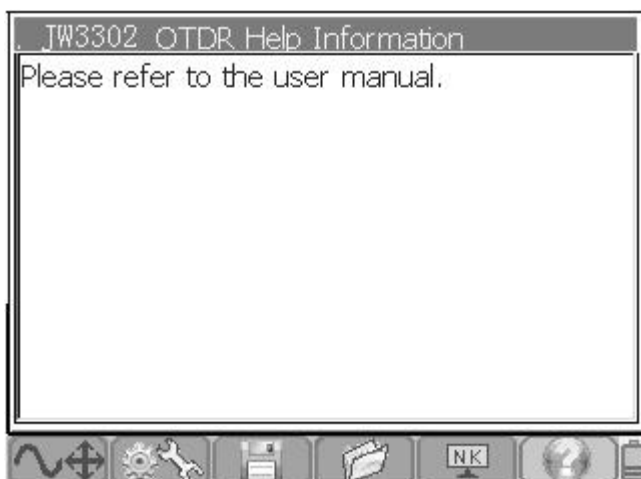 JW3302 OTDR Help Information
Please refer to the user manual.
NK